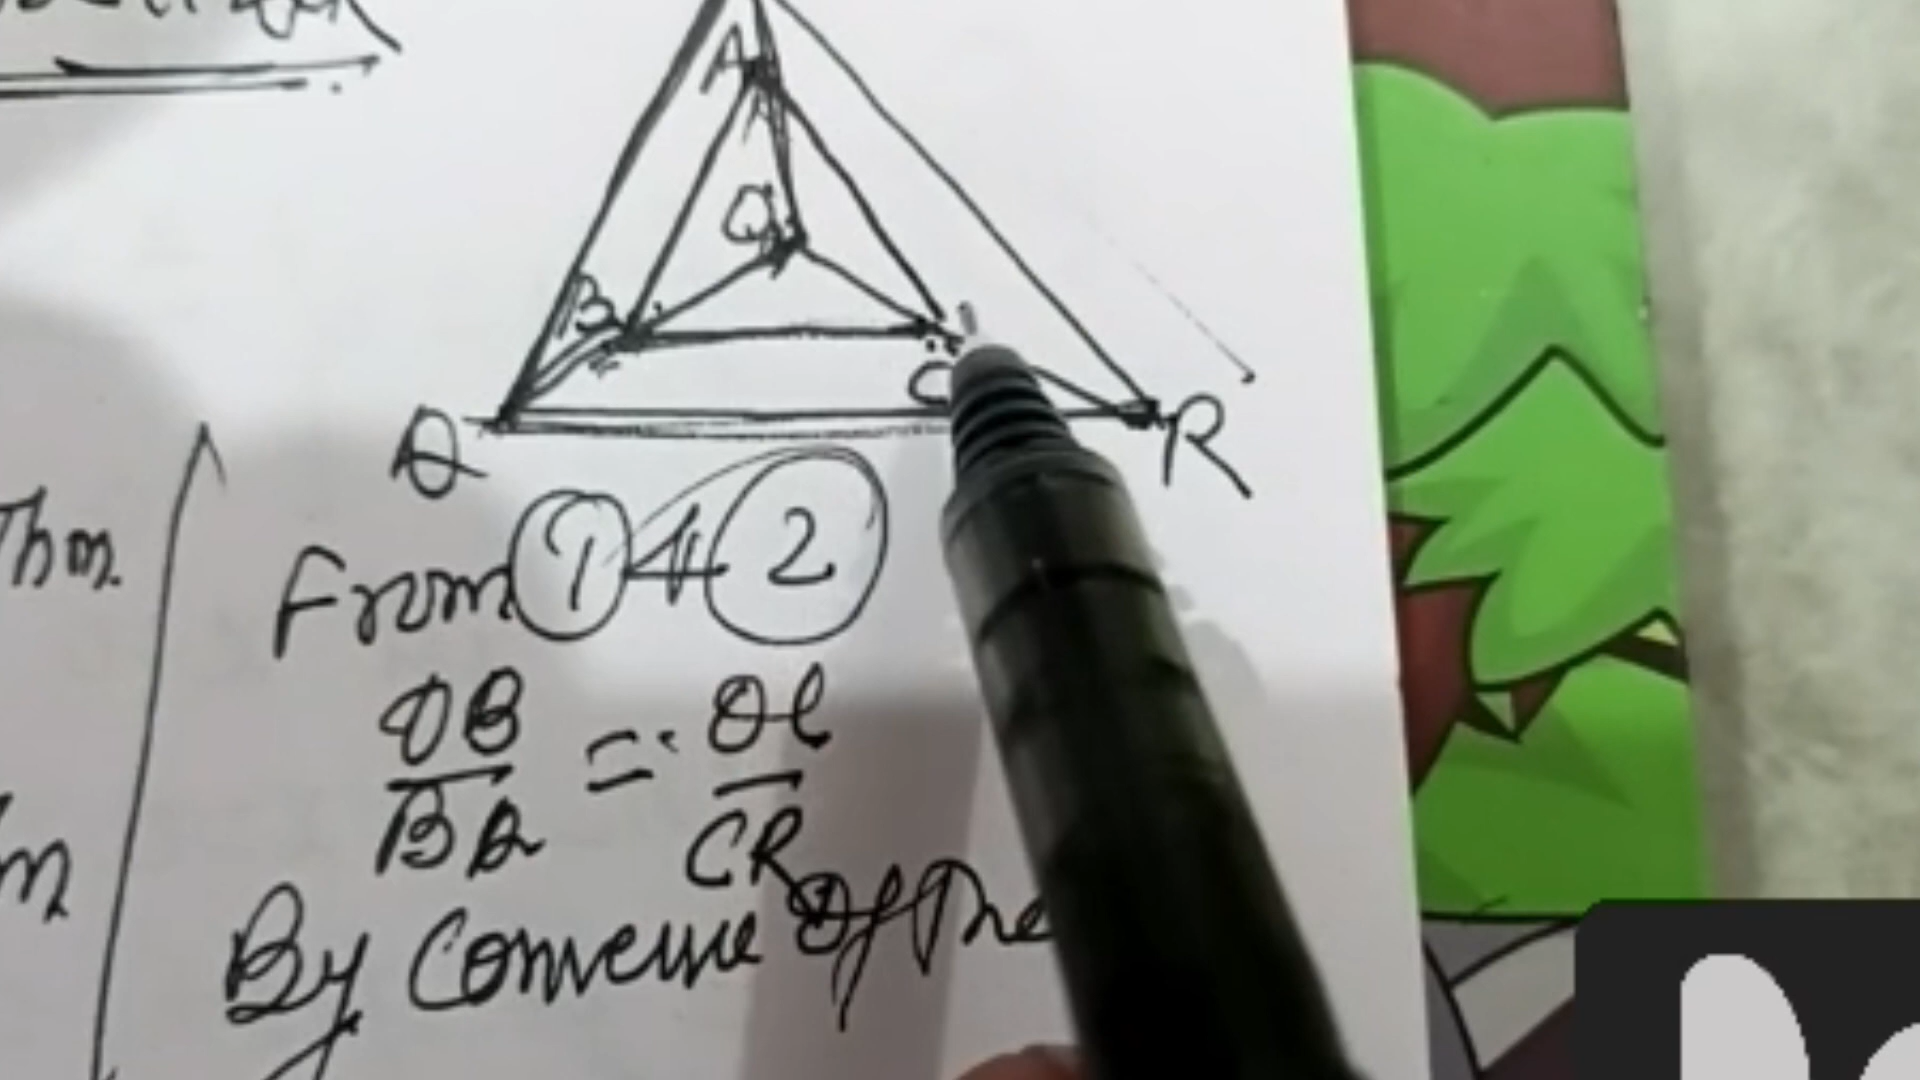 A
O
B
C
Q
R
Thm.
From ① & ②
OB/BQ = OC/CR
m
By Converse Of The